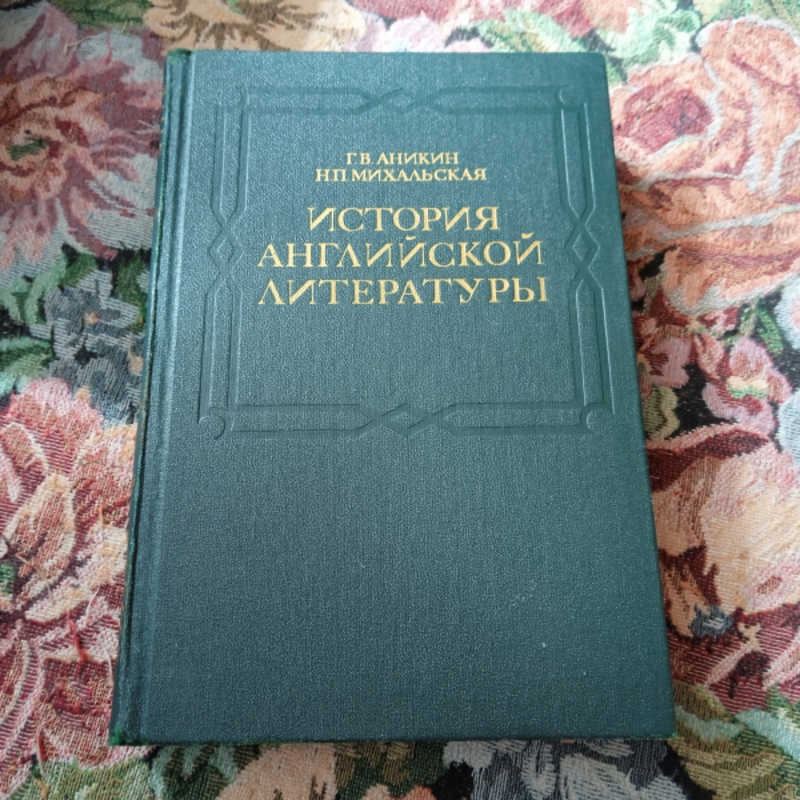 Г.В. АНИКИН
Н.П. МИХАЛЬСКАЯ
ИСТОРИЯ
АНГЛИЙСКОЙ
ЛИТЕРАТУРЫ